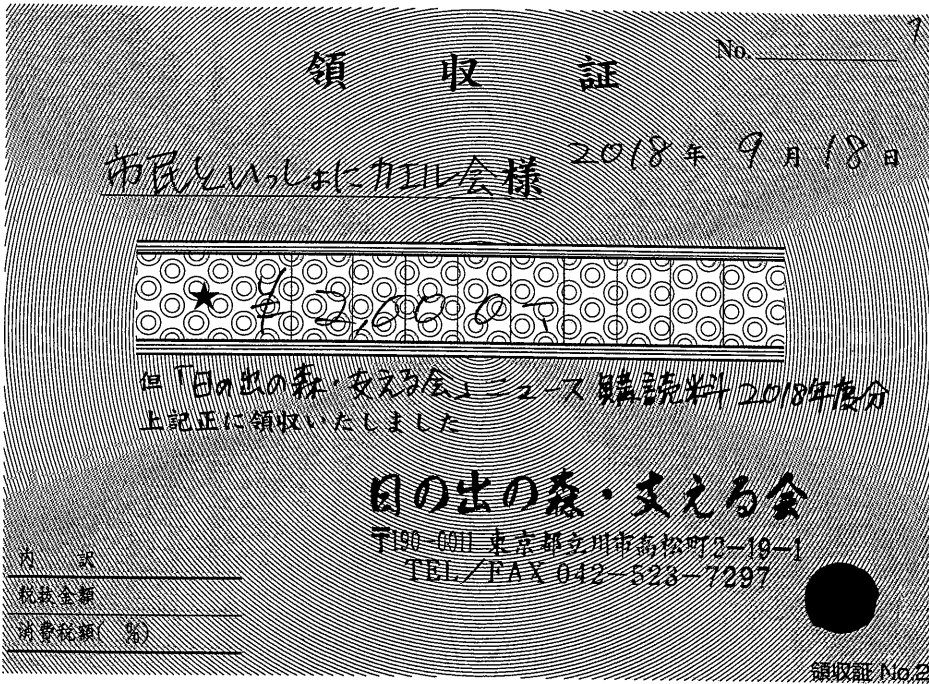 No. 7
領収証
2018年9月18日
市民といっしょにカエル会様
★ ¥2,000-
但「日の出の森・支える会」ニュース購読料 2018年度分
上記正に領収いたしました
日の出の森・支える会
〒190-0011 東京都立川市高松町2-19-1
TEL/FAX 042-523-7297
内訳
税抜金額
消費税額( %)
領収証 No.2